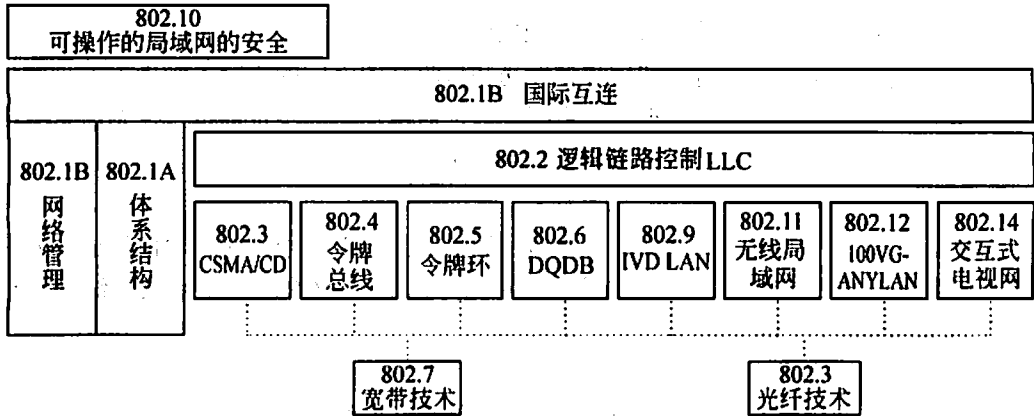 802.10
可操作的局域网的安全
802.1B 国际互连
802.1B
网络管理
802.1A
体系结构
802.2 逻辑链路控制LLC
802.3
CSMA/CD
802.4
令牌
总线
802.5
令牌环
802.6
DQDB
802.9
IVD LAN
802.11
无线局
域网
802.12
100VG-
ANYLAN
802.14
交互式
电视网
802.7
宽带技术
802.3
光纤技术